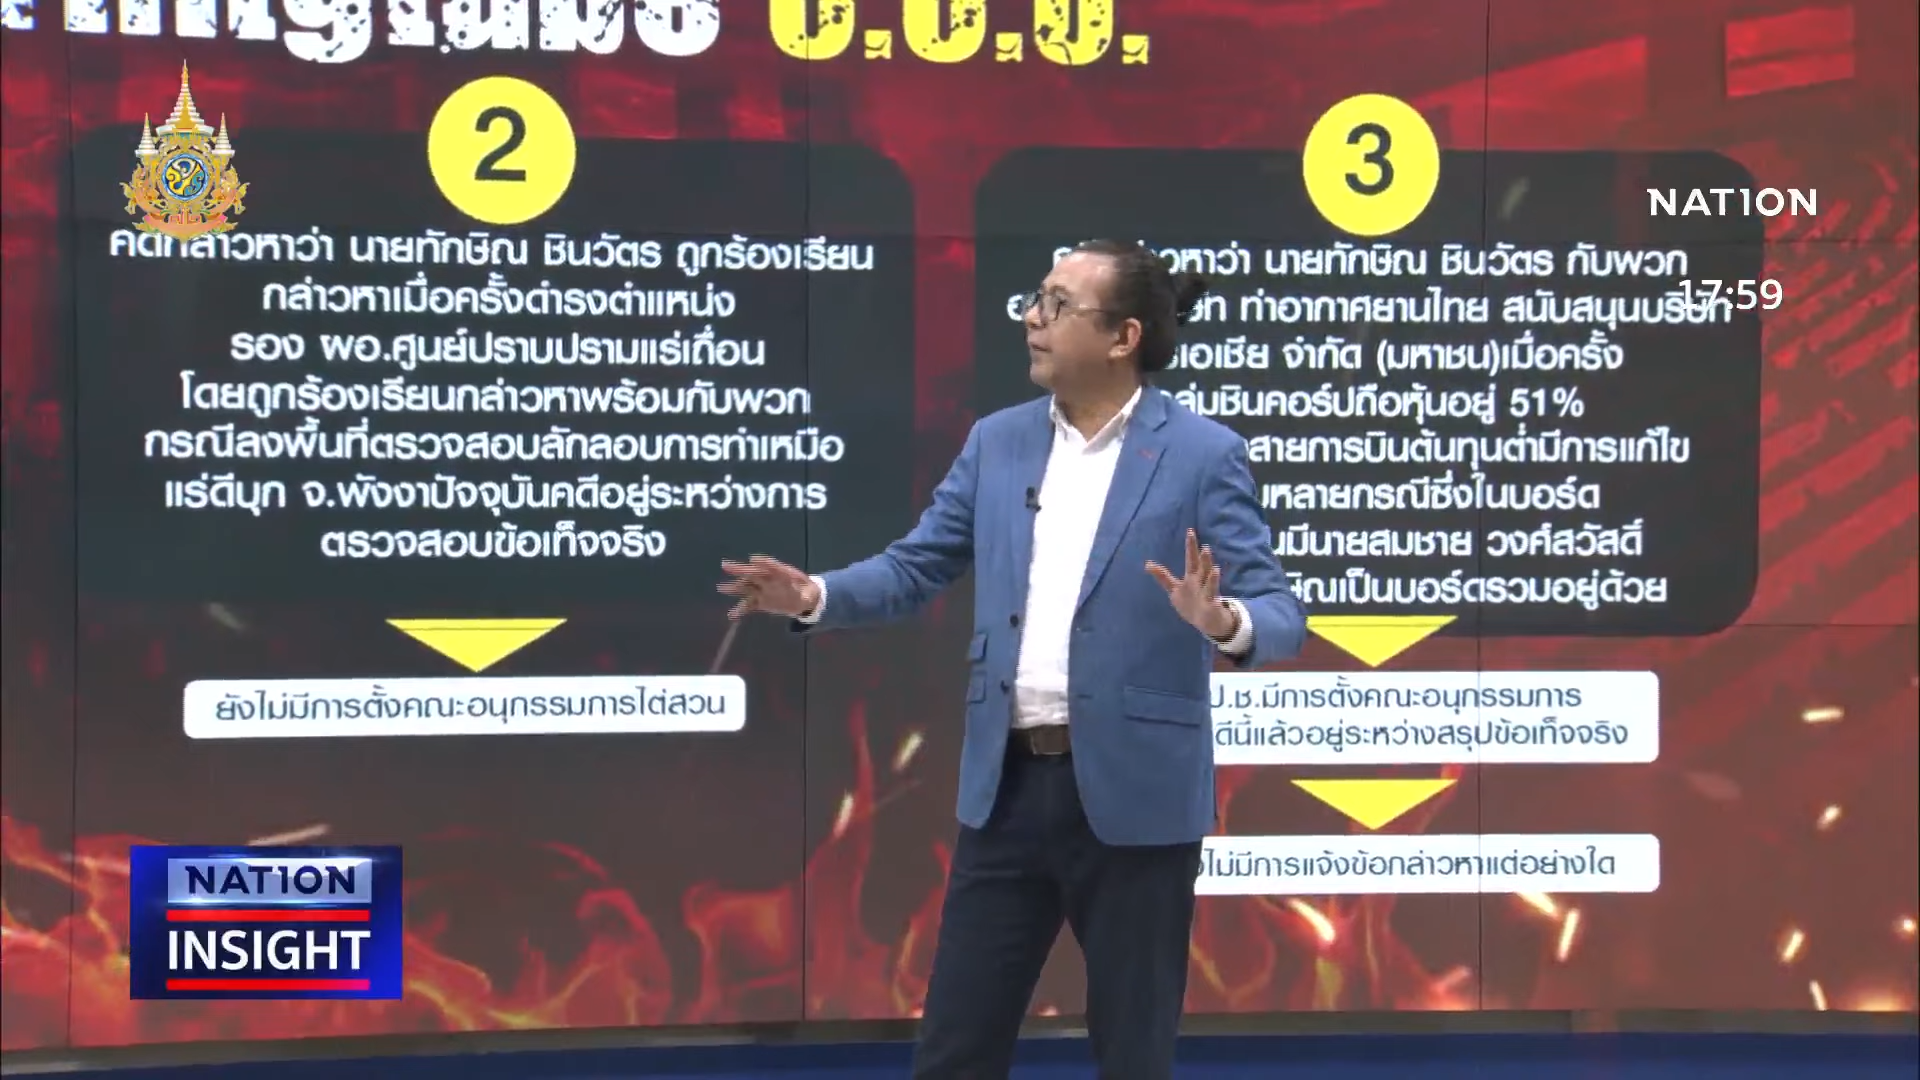 ป.ป.ช.
2
คดีกล่าวหาว่า นายทักษิณ ชินวัตร ถูกร้องเรียน
กล่าวหาเมื่อครั้งดำรงตำแหน่ง
รอง ผอ.ศูนย์ปราบปรามแร่เถื่อน
โดยถูกร้องเรียนกล่าวหาพร้อมกับพวก
กรณีลงพื้นที่ตรวจสอบลักลอบการทำเหมือง
แร่ดีบุก จ.พังงาปัจจุบันคดีอยู่ระหว่างการ
ตรวจสอบข้อเท็จจริง
ยังไม่มีการตั้งคณะอนุกรรมการไต่สวน
3
นายทักษิณ ชินวัตร กับพวก
ท่าอากาศยานไทย สนับสนุนบริษัท
จำกัด (มหาชน)เมื่อครั้ง
ถือหุ้นอยู่ 51%
สายการบินต้นทุนต่ำมีการแก้ไข
หลายกรณีซึ่งในบอร์ด
มีนายสมชาย วงศ์สวัสดิ์
เป็นบอร์ดรวมอยู่ด้วย
ป.ช.มีการตั้งคณะอนุกรรมการ
ดีนี้แล้วอยู่ระหว่างสรุปข้อเท็จจริง
ไม่มีการแจ้งข้อกล่าวหาแต่อย่างใด
NATION
17:59
NATION
INSIGHT